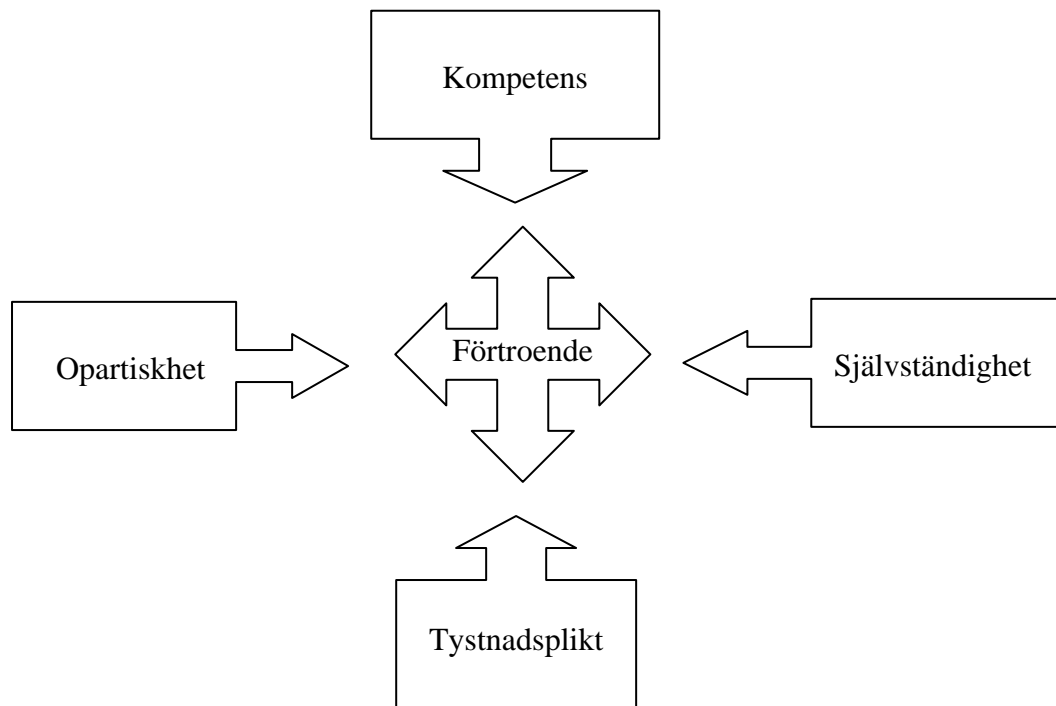 Kompetens
Opartiskhet
Förtroende
Självständighet
Tystnadsplikt